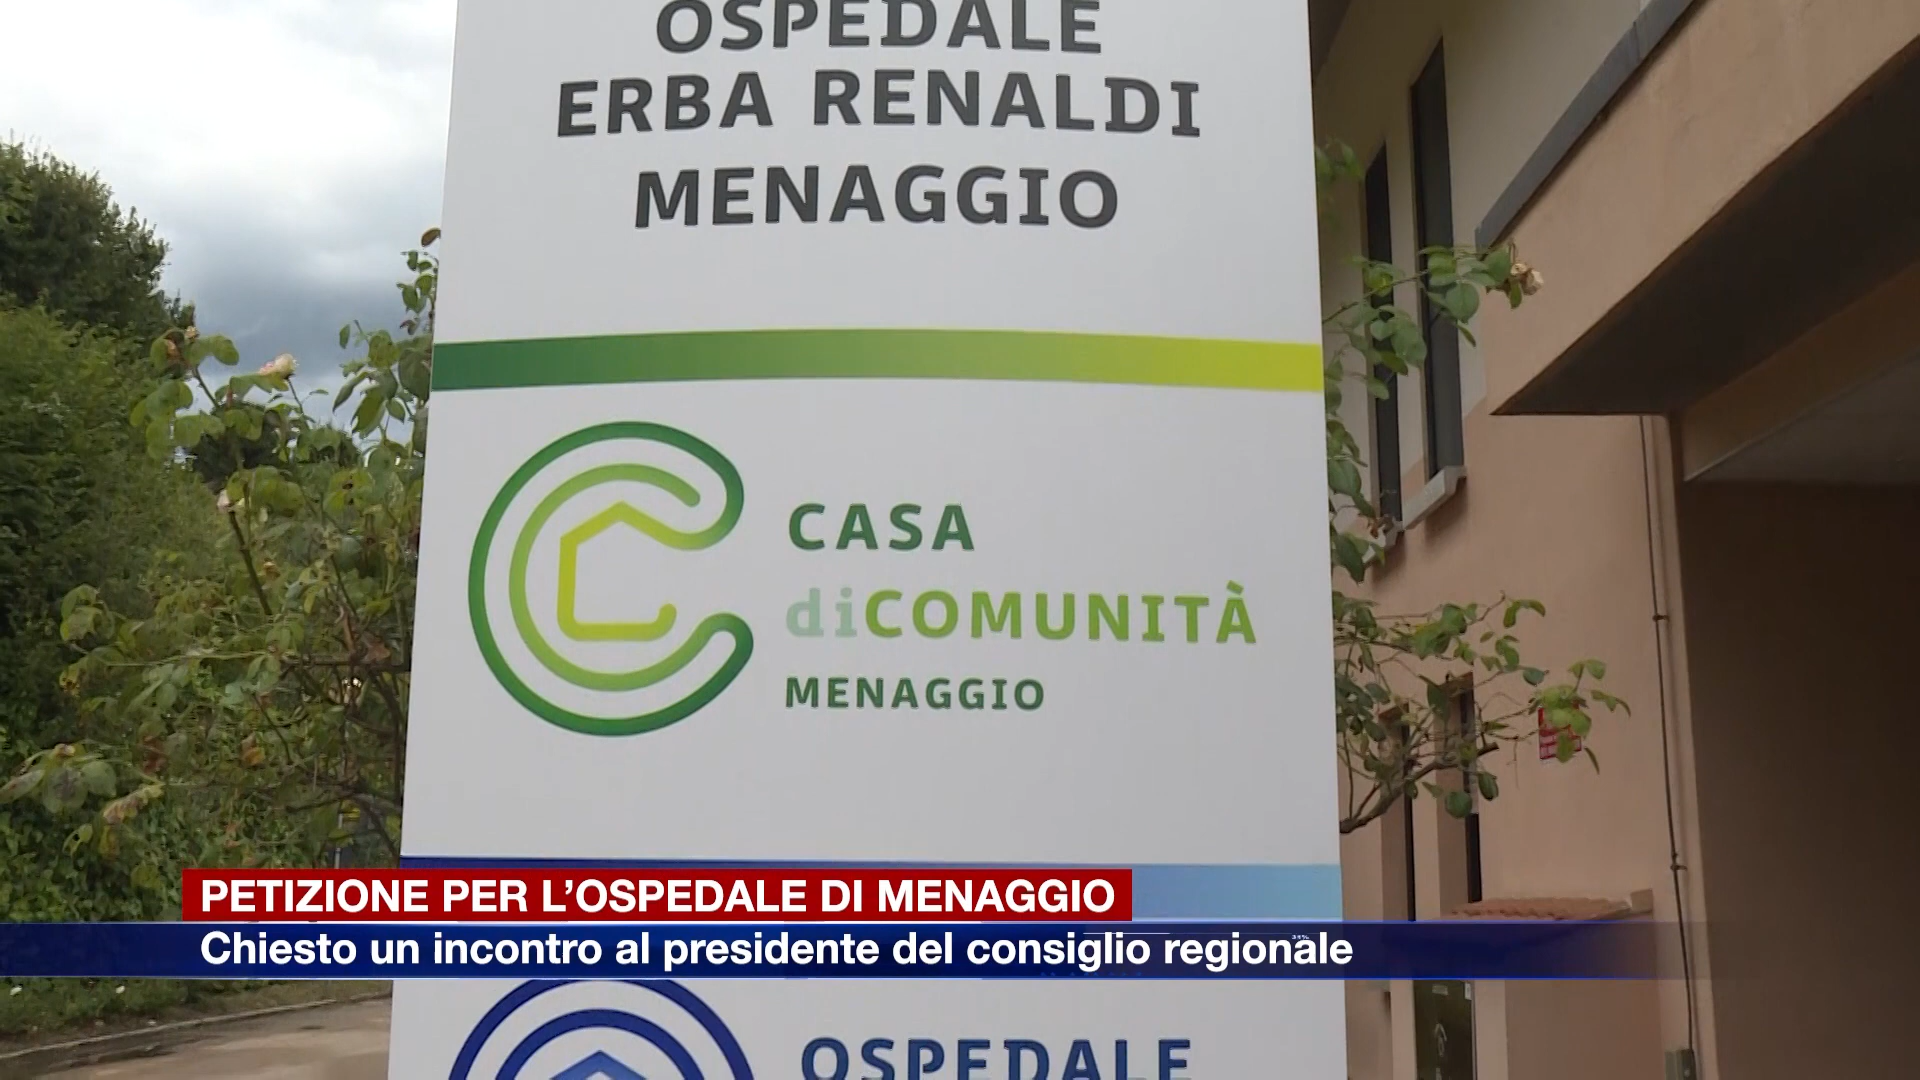 OSPEDALE
ERBA RENALDI
MENAGGIO
CASA
diCOMUNITÀ
MENAGGIO
PETIZIONE PER L’OSPEDALE DI MENAGGIO
Chiesto un incontro al presidente del consiglio regionale
OSPEDALE